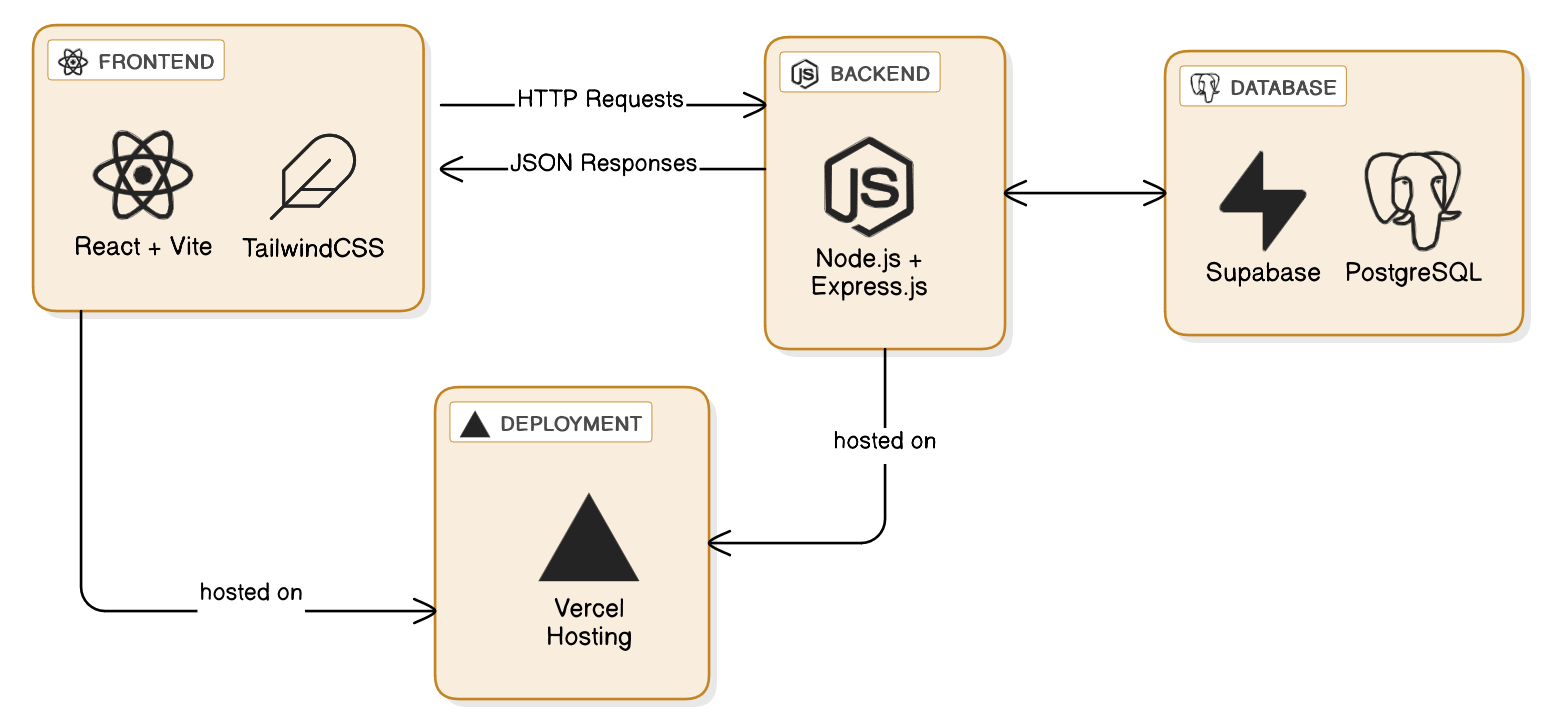 FRONTEND
React + Vite
TailwindCSS
HTTP Requests
JSON Responses
JS BACKEND
JS
Node.js +
Express.js
DATABASE
Supabase
PostgreSQL
hosted on
DEPLOYMENT
Vercel
Hosting
hosted on